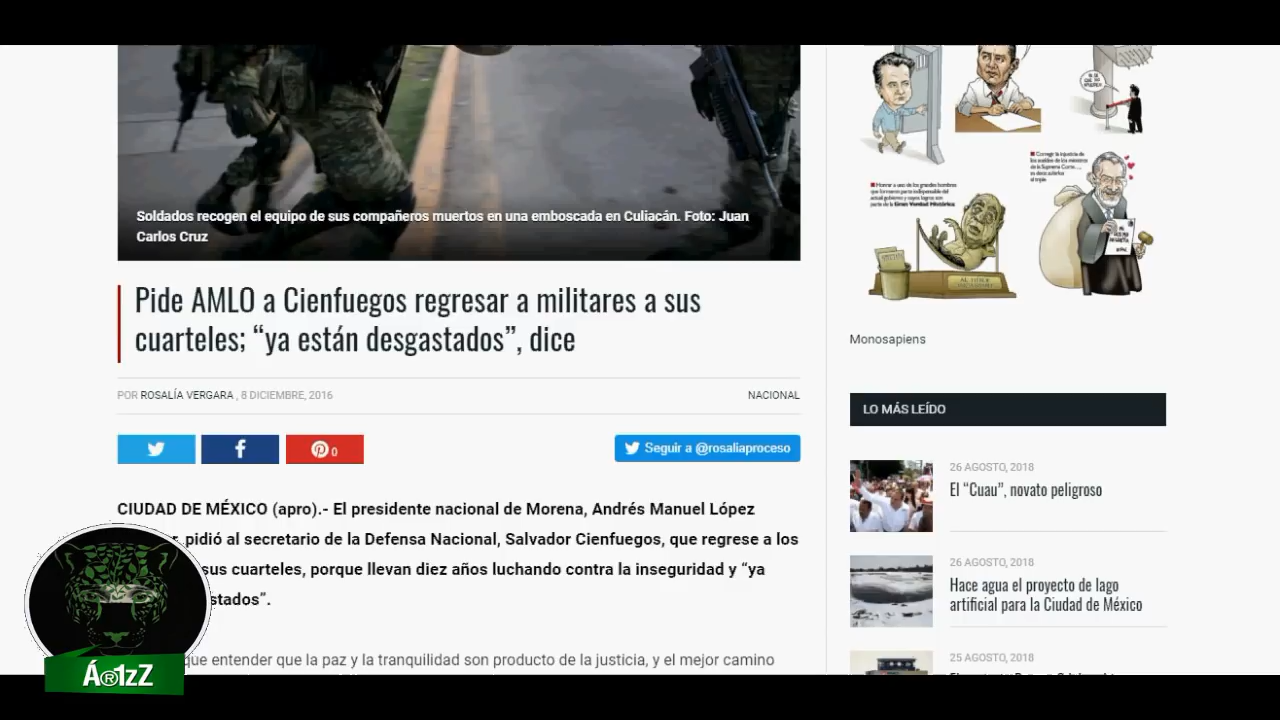 Soldados recogen el equipo de sus compañeros muertos en una emboscada en Culiacán. Foto: Juan
Carlos Cruz
Pide AMLO a Cienfuegos regresar a militares a sus
cuarteles; “ya están desgastados”, dice
POR ROSALÍA VERGARA , 8 DICIEMBRE, 2016
NACIONAL
0
Seguir a @rosaliaproceso
CIUDAD DE MÉXICO (apro).- El presidente nacional de Morena, Andrés Manuel López
pidió al secretario de la Defensa Nacional, Salvador Cienfuegos, que regrese a los
sus cuarteles, porque llevan diez años luchando contra la inseguridad y “ya
que entender que la paz y la tranquilidad son producto de la justicia, y el mejor camino
Á®1zZ
Monosapiens
LO MÁS LEÍDO
26 AGOSTO, 2018
El “Cuau”, novato peligroso
26 AGOSTO, 2018
Hace agua el proyecto de lago
artificial para la Ciudad de México
25 AGOSTO, 2018